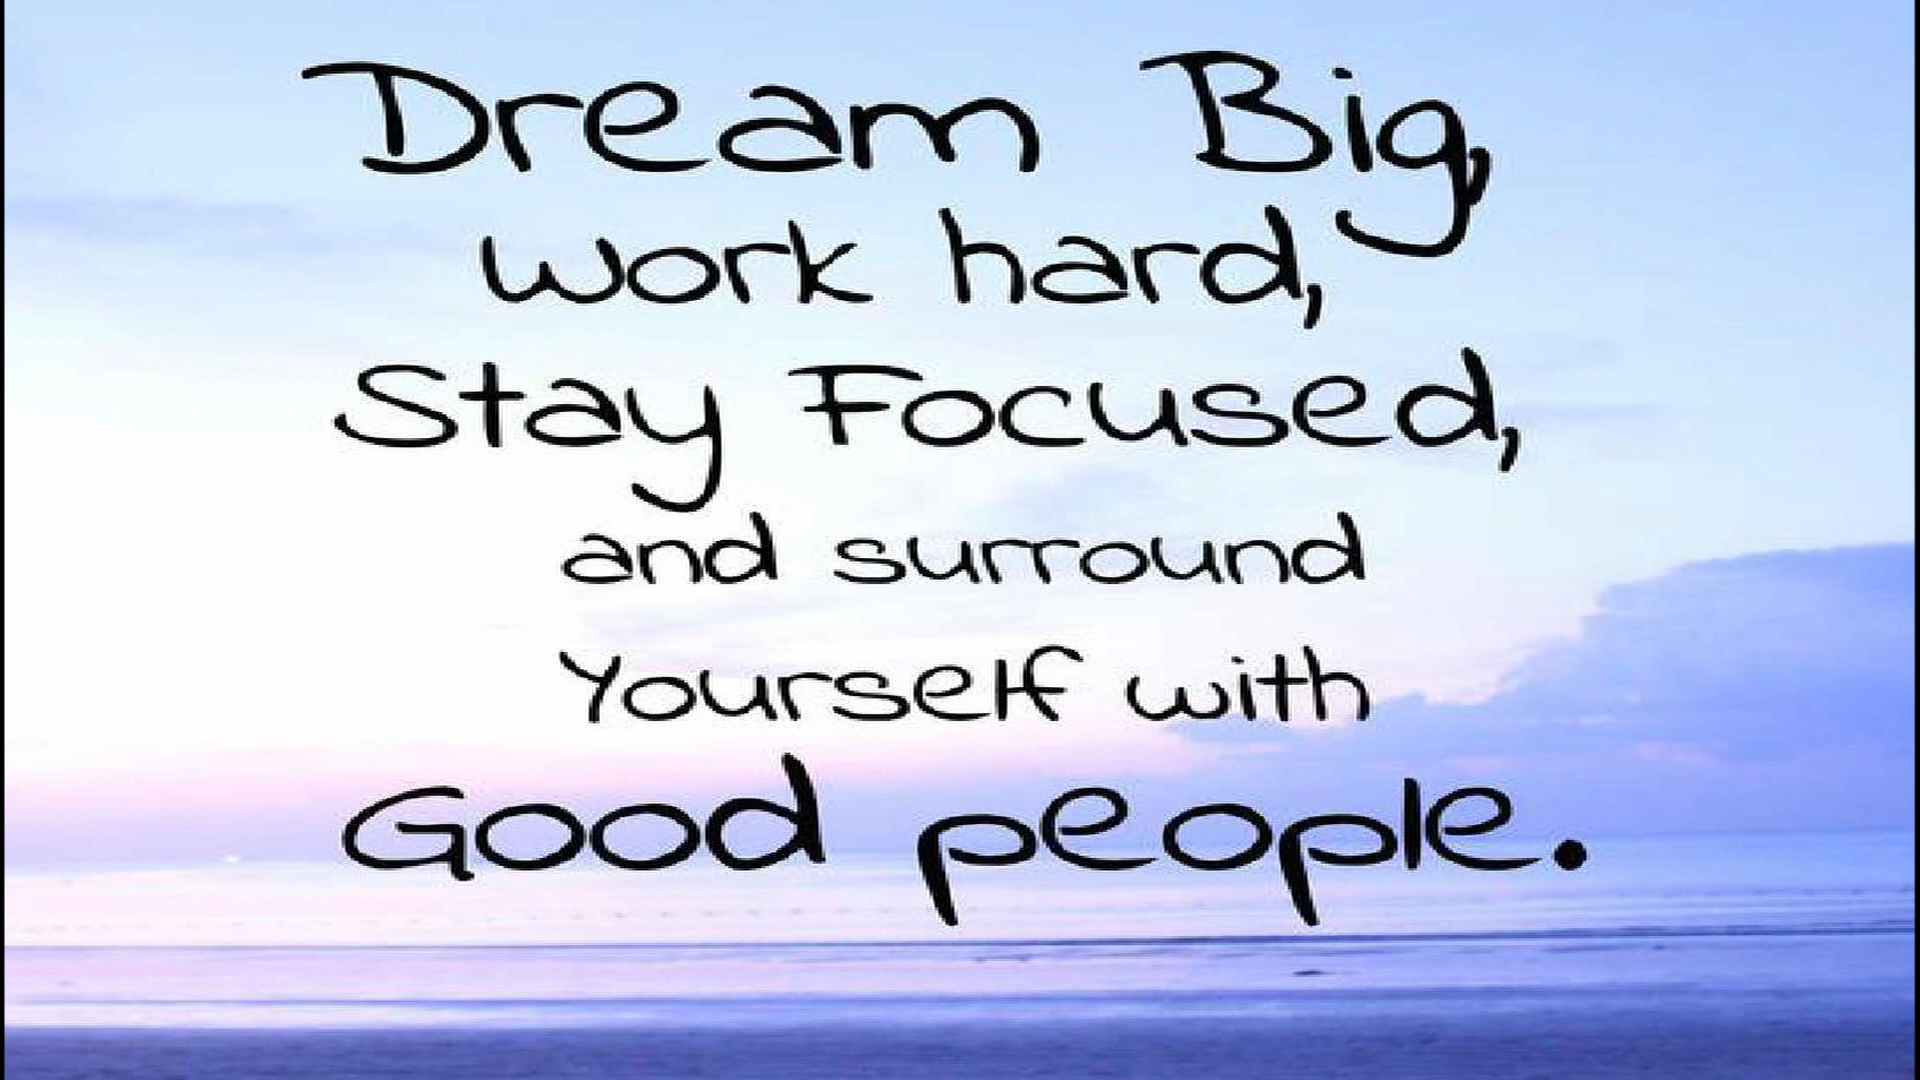 Dream Big,
work hard,
Stay Focused,
and surround
Yourself with
Good people.